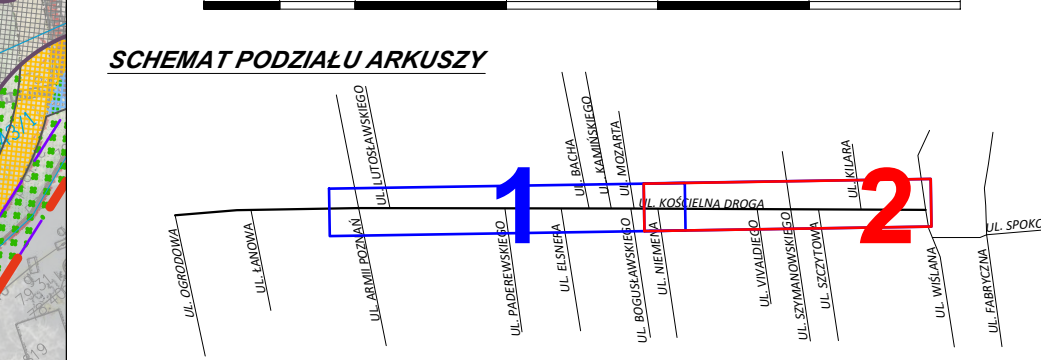 SCHEMAT PODZIAŁU ARKUSZY
UL. LUTOSŁAWSKIEGO
UL. BACHA
UL. KAMIŃSKIEGO
UL. MOZARTA
UL. KILARA
1
2
UL. KOŚCIELNA DROGA
UL. OGRODOWA
UL. ŁANOWA
UL. ARMII POZNAŃ
UL. PADEREWSKIEGO
UL. ELSNERA
UL. BOGUSŁAWSKIEGO
UL. NIEMENA
UL. VIVALDIEGO
UL. SZYMANOWSKIEGO
UL. SZCZYTOWA
UL. WIŚLANA
UL. FABRYCZNA
UL. SPOKO